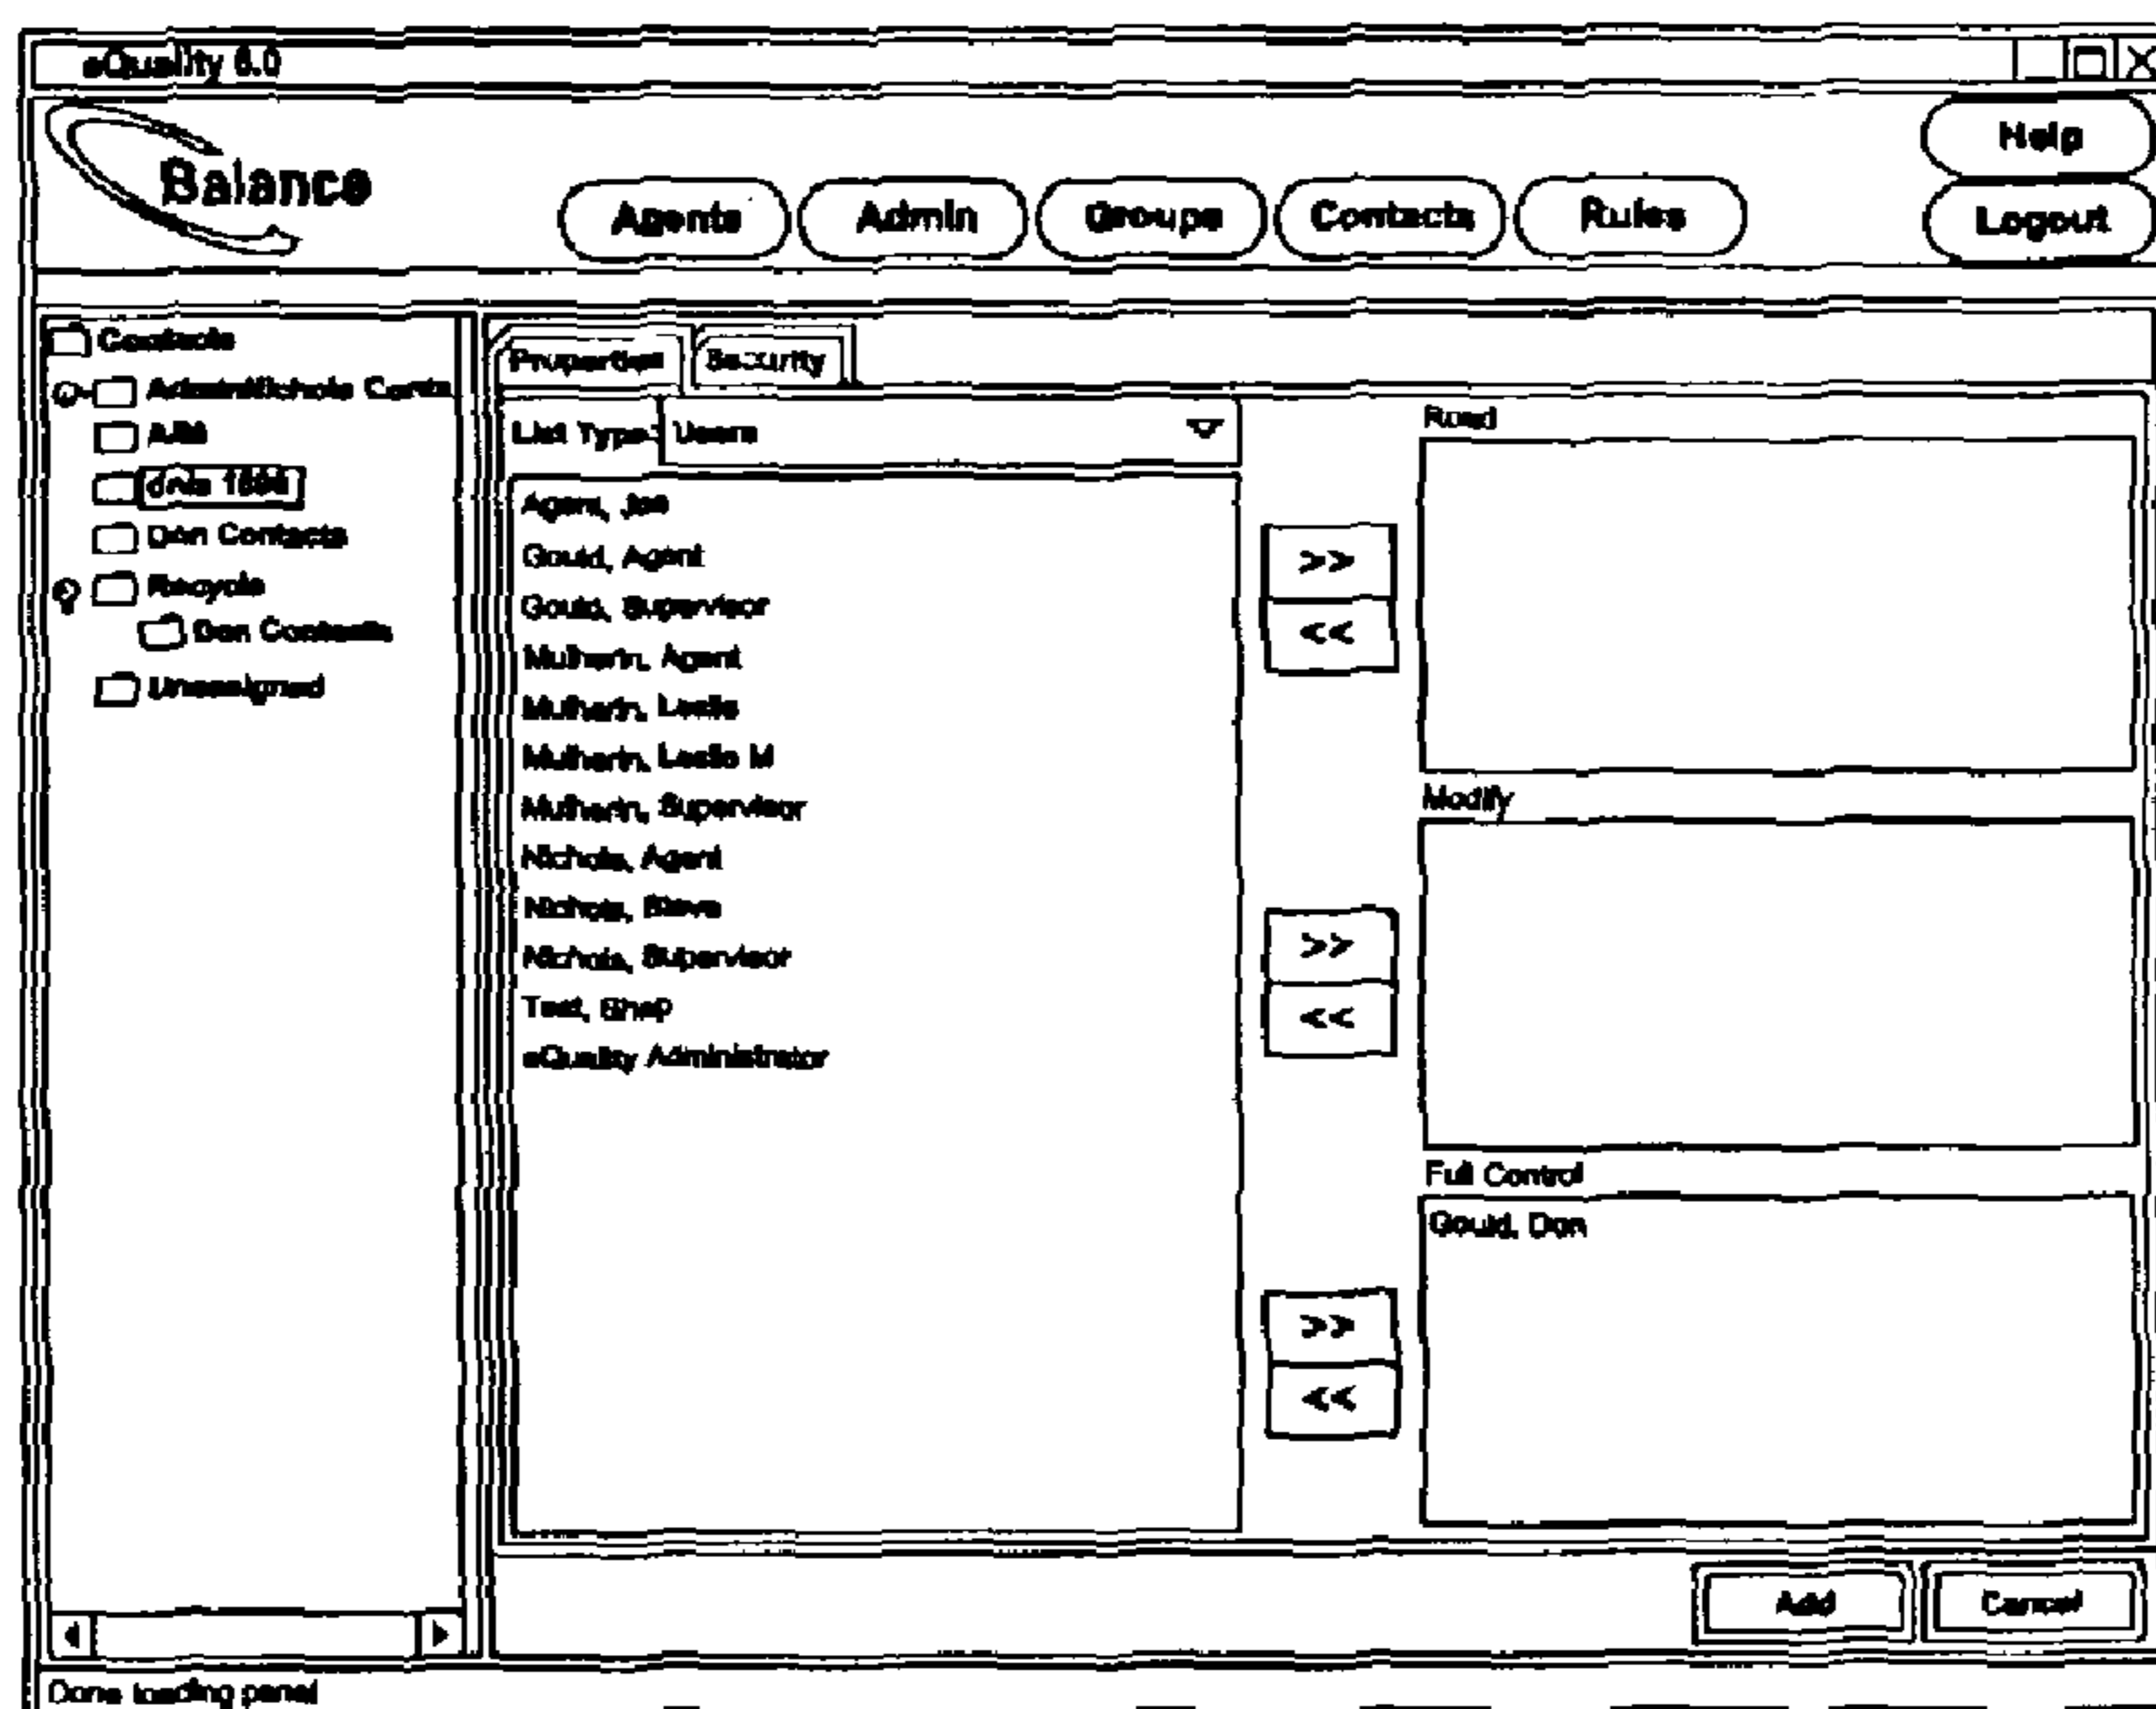 eQuality 6.0
Balance
Agents Admin Groups Contacts Rules
Help
Logout
Contacts
Don Contacts
Recycle
Don Contacts
Unassigned
Properties Security
List Type: Users
Agent, Joe
Gould, Agent
Gould, Supervisor
Mulherin, Agent
Mulherin, Leslie
Mulherin, Leslie M
Mulherin, Supervisor
Nichols, Agent
Nichols, Steve
Nichols, Supervisor
Test, Shap
eQuality Administrator
>>
<<
>>
<<
>>
<<
Read
Modify
Full Control
Gould, Don
Add Cancel
Done loading panel